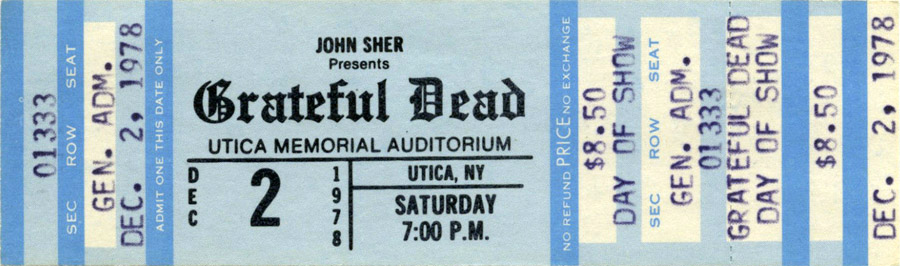 01333
SEC ROW SEAT
GEN. ADM.
DEC. 2, 1978
ADMIT ONE THIS DATE ONLY
JOHN SHER
Presents
Grateful Dead
UTICA MEMORIAL AUDITORIUM
DEC
2
1978
UTICA, NY
SATURDAY
7:00 P.M.
NO REFUND PRICE NO EXCHANGE
$8.50
DAY OF SHOW
SEC ROW SEAT
GEN. ADM.
01333
GRATEFUL DEAD
DAY OF SHOW
$8.50
DEC. 2, 1978